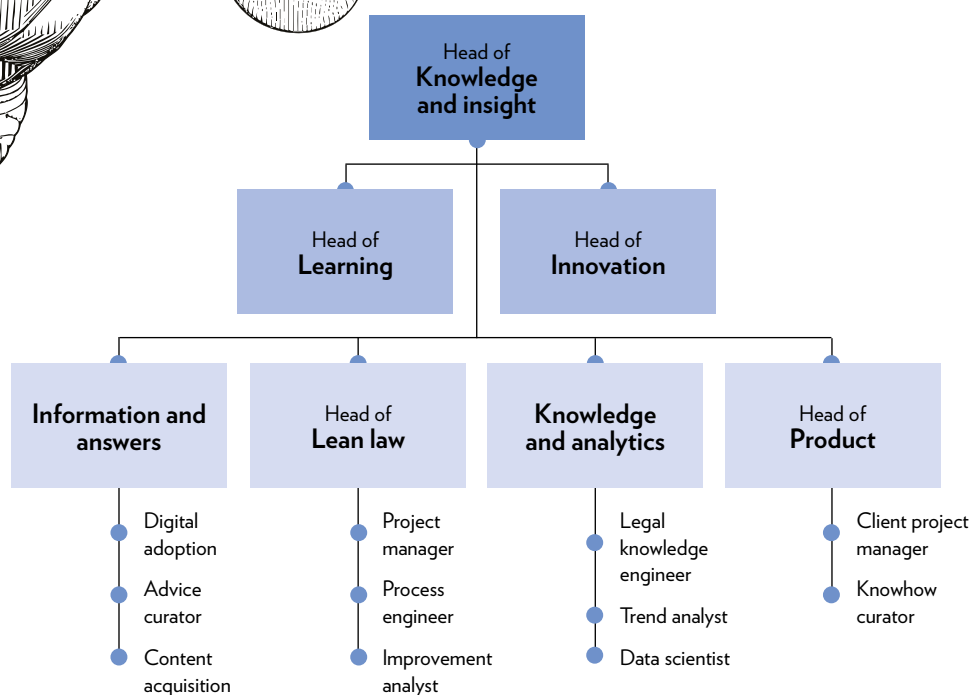 Head of
Knowledge
and insight
Head of
Learning
Head of
Innovation
Information and
answers
Head of
Lean law
Knowledge
and analytics
Head of
Product
Digital
adoption
Advice
curator
Content
acquisition
Project
manager
Process
engineer
Improvement
analyst
Legal
knowledge
engineer
Trend analyst
Data scientist
Client project
manager
Knowhow
curator